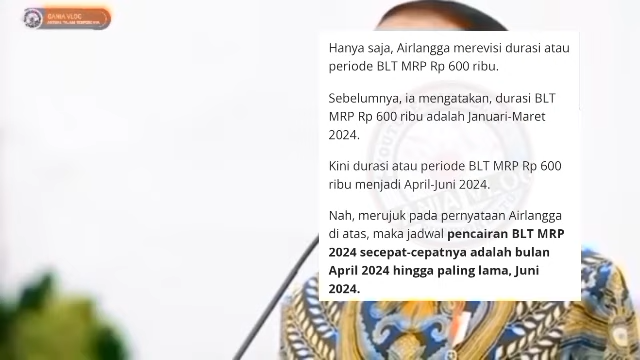 Hanya saja, Airlangga merevisi durasi atau
periode BLT MRP Rp 600 ribu.
Sebelumnya, ia mengatakan, durasi BLT
MRP Rp 600 ribu adalah Januari-Maret
2024.
Kini durasi atau periode BLT MRP Rp 600
ribu menjadi April-Juni 2024.
Nah, merujuk pada pernyataan Airlangga
di atas, maka jadwal pencairan BLT MRP
2024 secepat-cepatnya adalah bulan
April 2024 hingga paling lama, Juni
2024.